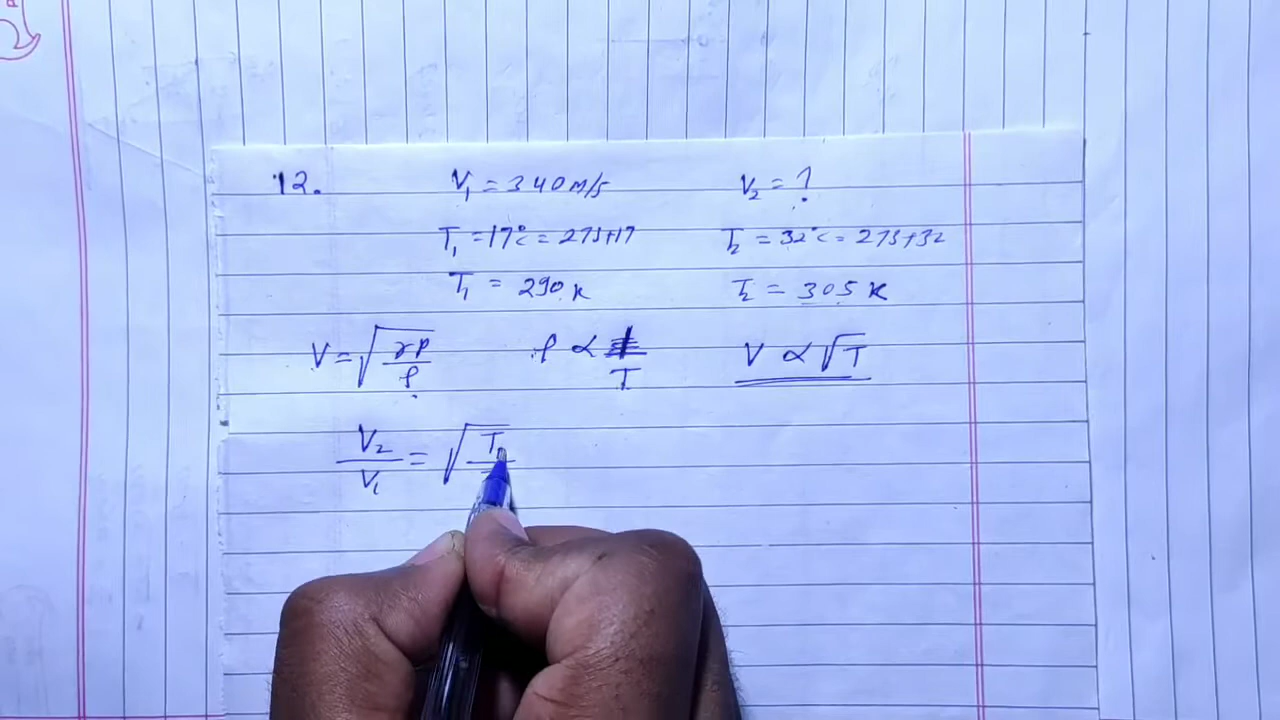 12. V₁ = 340 m/s V₂ = ?
T₁ = 17°C = 273+17 T₂ = 32°C = 273+32
T₁ = 290 K T₂ = 305 K
V = √(γP/ρ) ρ ∝ 1/T V ∝ √T
V₂/V₁ = √(T